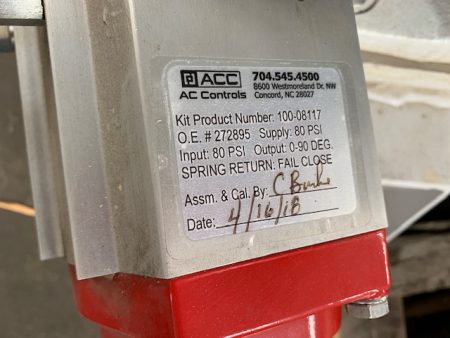 ACC
AC Controls
704.545.4500
8600 Westmoreland Dr, NW
Concord, NC 28027
Kit Product Number: 100-08117
O.E. # 272895 Supply: 80 PSI
Input: 80 PSI Output: 0-90 DEG.
SPRING RETURN: FAIL CLOSE
Assm. & Cal. By: C Burke
Date: 4/16/18